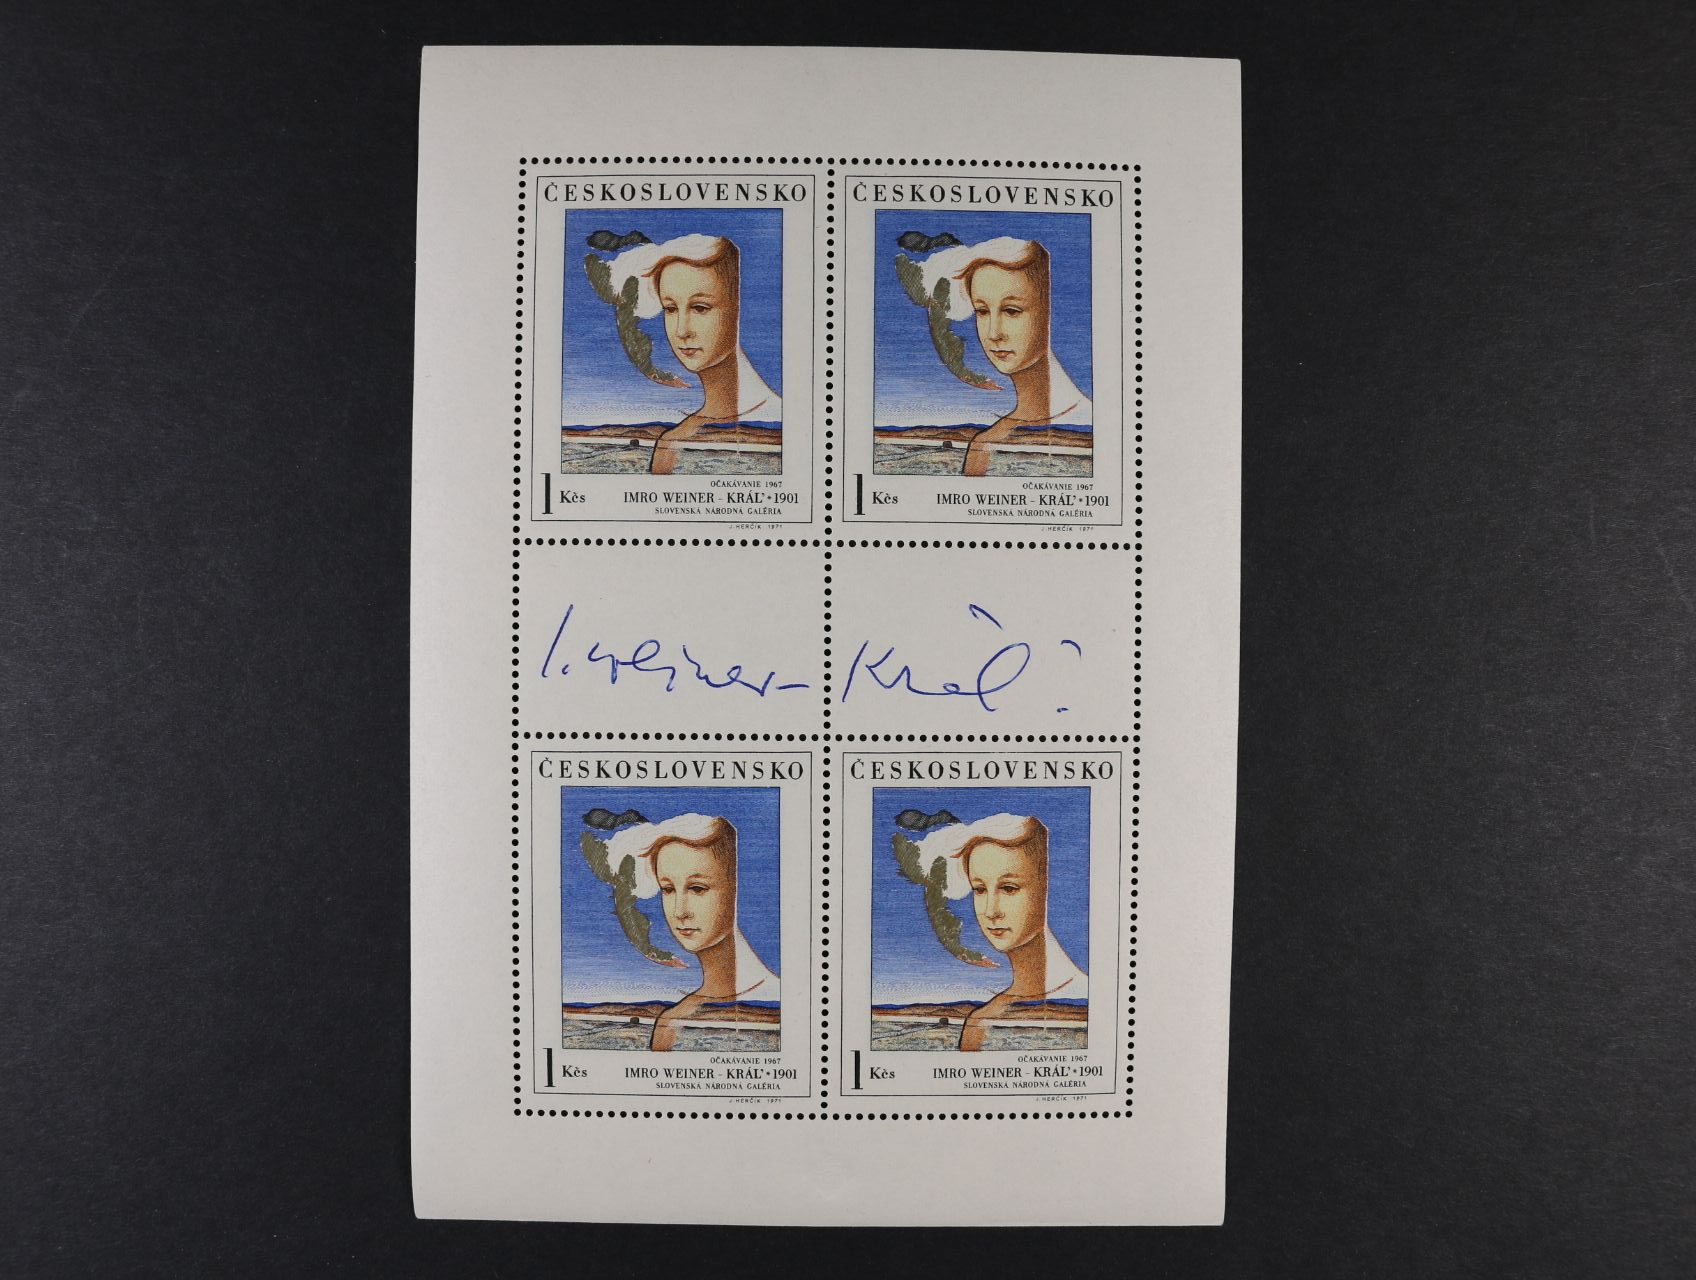 ČESKOSLOVENSKO
OČAKÁVANIE 1967
1 Kčs IMRO WEINER - KRÁĽ * 1901
SLOVENSKÁ NÁRODNÁ GALÉRIA
J. HERČÍK 1971
ČESKOSLOVENSKO
OČAKÁVANIE 1967
1 Kčs IMRO WEINER - KRÁĽ * 1901
SLOVENSKÁ NÁRODNÁ GALÉRIA
J. HERČÍK 1971
I. Weiner - Kráľ
ČESKOSLOVENSKO
OČAKÁVANIE 1967
1 Kčs IMRO WEINER - KRÁĽ * 1901
SLOVENSKÁ NÁRODNÁ GALÉRIA
J. HERČÍK 1971
ČESKOSLOVENSKO
OČAKÁVANIE 1967
1 Kčs IMRO WEINER - KRÁĽ * 1901
SLOVENSKÁ NÁRODNÁ GALÉRIA
J. HERČÍK 1971